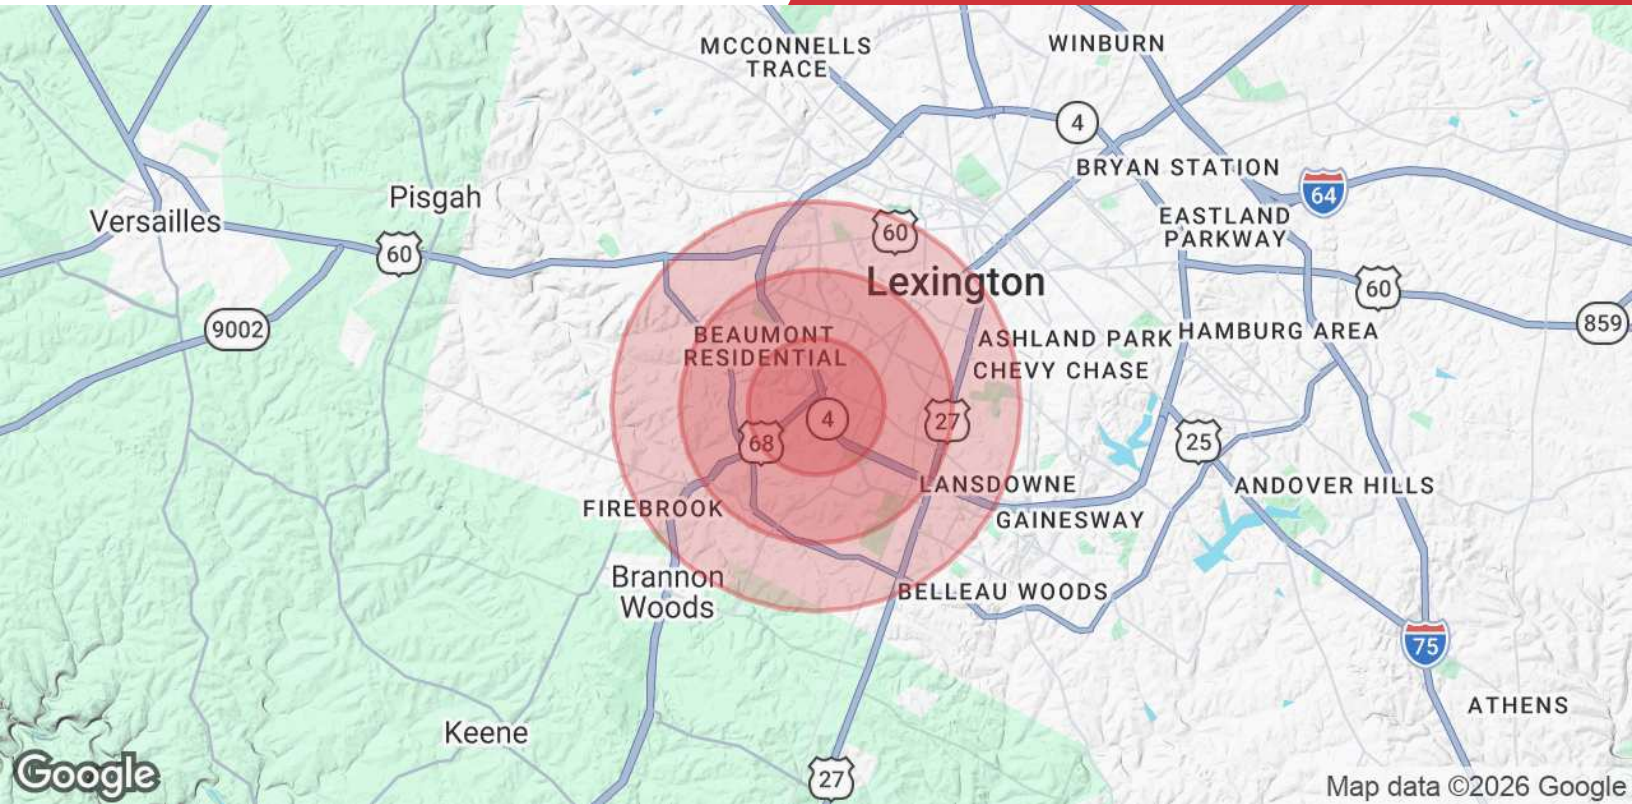 MCCONNELLS
TRACE
WINBURN
4
BRYAN STATION
64
Pisgah
Versailles
EASTLAND
PARKWAY
60
60
Lexington
60
9002
859
BEAUMONT
RESIDENTIAL
ASHLAND PARK
HAMBURG AREA
CHEVY CHASE
4
27
68
25
LANSDOWNE
ANDOVER HILLS
FIREBROOK
GAINESWAY
Brannon
Woods
BELLEAU WOODS
75
ATHENS
Keene
Google
27
Map data ©2026 Google